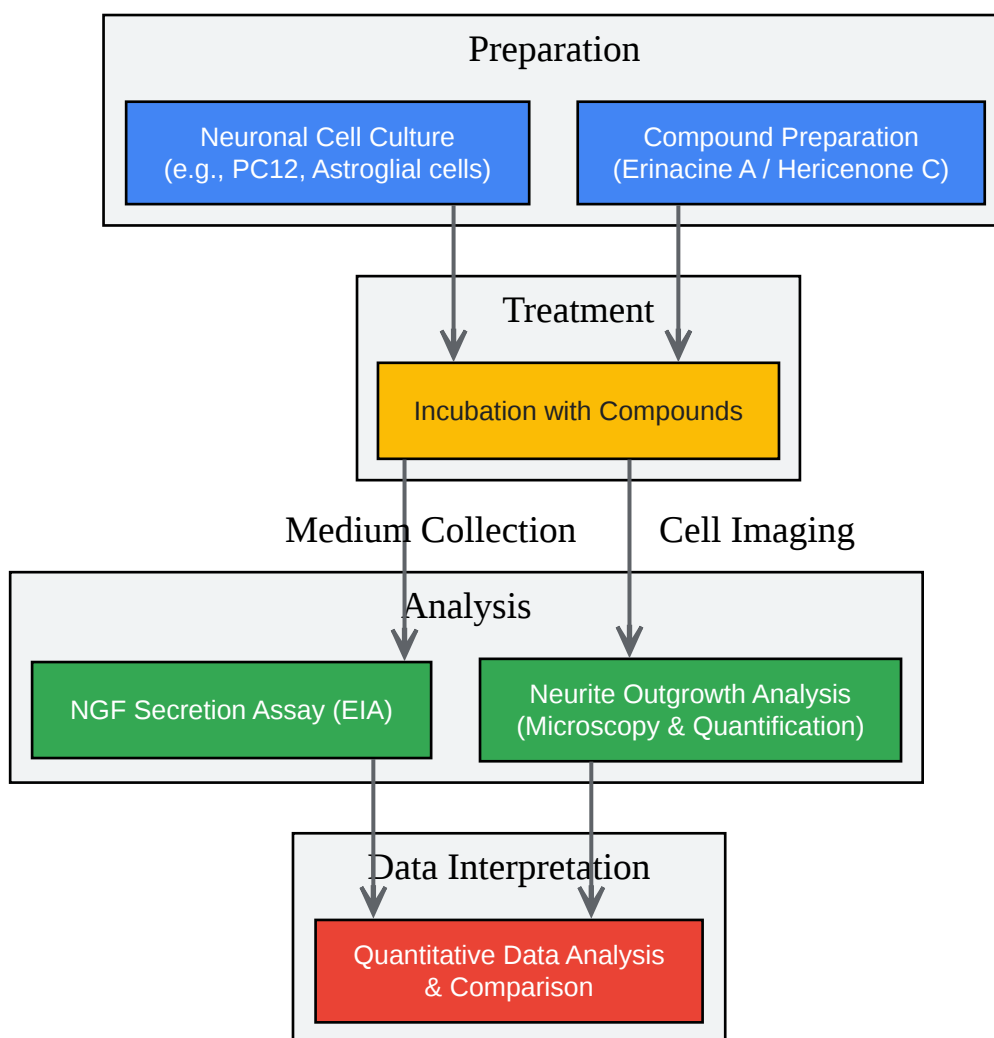 Preparation
Neuronal Cell Culture
(e.g., PC12, Astroglial cells)
Compound Preparation
(Erinacine A / Hericenone C)
Treatment
Incubation with Compounds
Medium Collection
Cell Imaging
Analysis
NGF Secretion Assay (EIA)
Neurite Outgrowth Analysis
(Microscopy & Quantification)
Data Interpretation
Quantitative Data Analysis
& Comparison